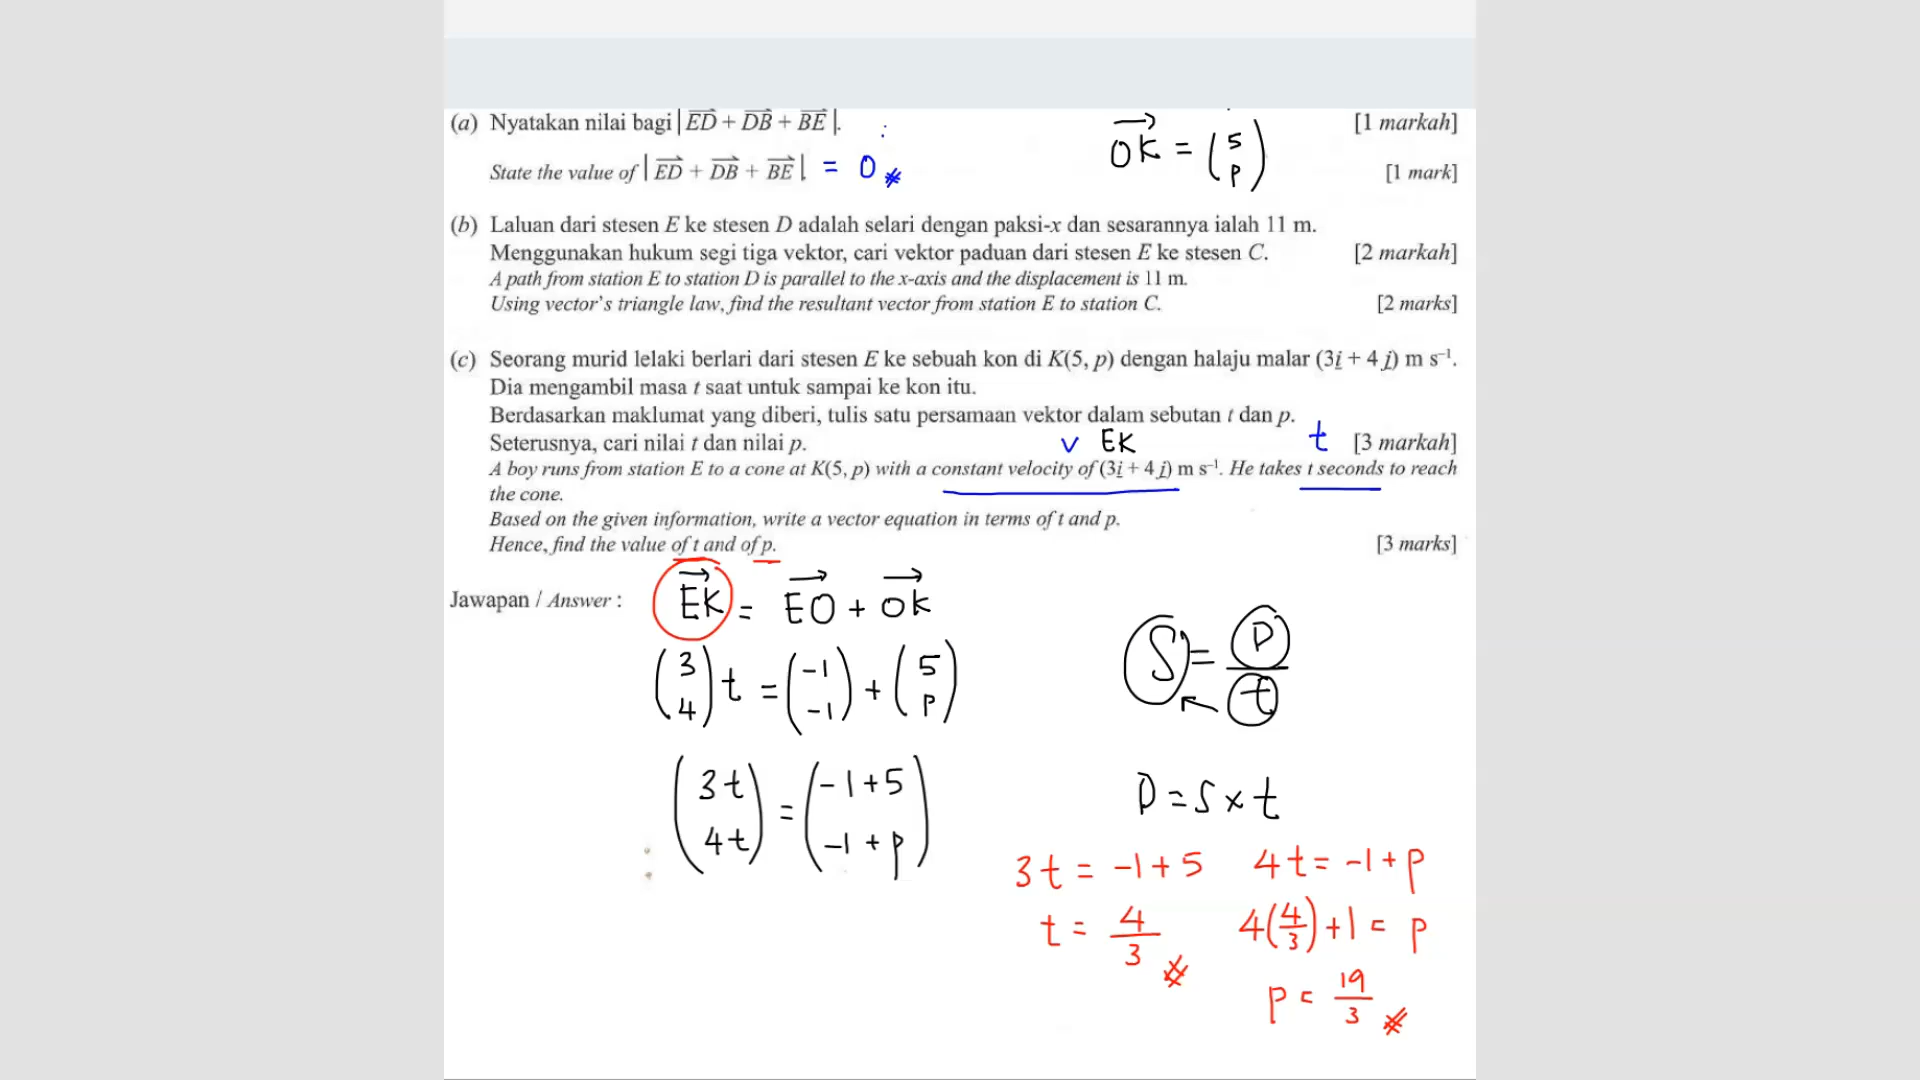 (a) Nyatakan nilai bagi |ED + DB + BE|. [1 markah]
OK = (5 p)
State the value of |ED + DB + BE|. = 0 [1 mark]
(b) Laluan dari stesen E ke stesen D adalah selari dengan paksi-x dan sesarannya ialah 11 m.
Menggunakan hukum segi tiga vektor, cari vektor paduan dari stesen E ke stesen C. [2 markah]
A path from station E to station D is parallel to the x-axis and the displacement is 11 m.
Using vector's triangle law, find the resultant vector from station E to station C. [2 marks]
(c) Seorang murid lelaki berlari dari stesen E ke sebuah kon di K(5, p) dengan halaju malar (3i + 4j) m s⁻¹.
Dia mengambil masa t saat untuk sampai ke kon itu.
Berdasarkan maklumat yang diberi, tulis satu persamaan vektor dalam sebutan t dan p.
Seterusnya, cari nilai t dan nilai p. [3 markah]
v EK t
A boy runs from station E to a cone at K(5, p) with a constant velocity of (3i + 4j) m s⁻¹. He takes t seconds to reach
the cone.
Based on the given information, write a vector equation in terms of t and p.
Hence, find the value of t and of p. [3 marks]
Jawapan / Answer :
EK = EO + OK
(3 4)t = (-1 -1) + (5 p)
(3t 4t) = (-1+5 -1+p)
S = D/t
D = S x t
3t = -1+5
t = 4/3
4t = -1+p
4(4/3)+1 = p
p = 19/3